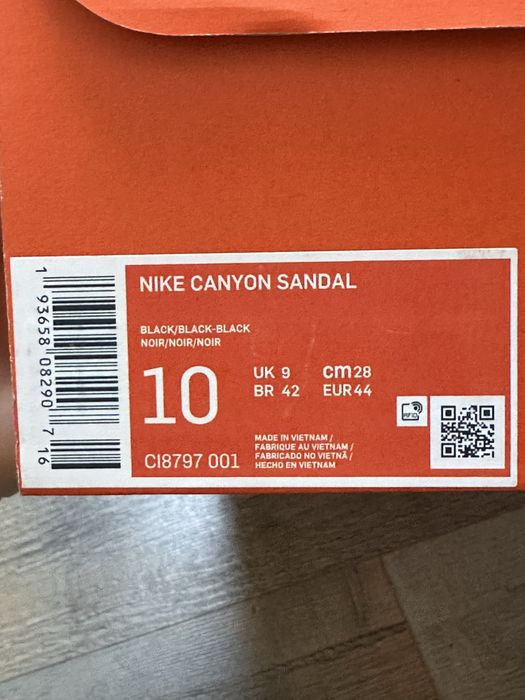 NIKE CANYON SANDAL
BLACK/BLACK-BLACK
NOIR/NOIR/NOIR
10
UK 9 cm 28
BR 42 EUR 44
CI8797 001
MADE IN VIETNAM /
FABRIQUE AU VIETNAM /
FABRICADO NO VIETNÃ /
HECHO EN VIETNAM
RFID
1 93658 08290 7 16